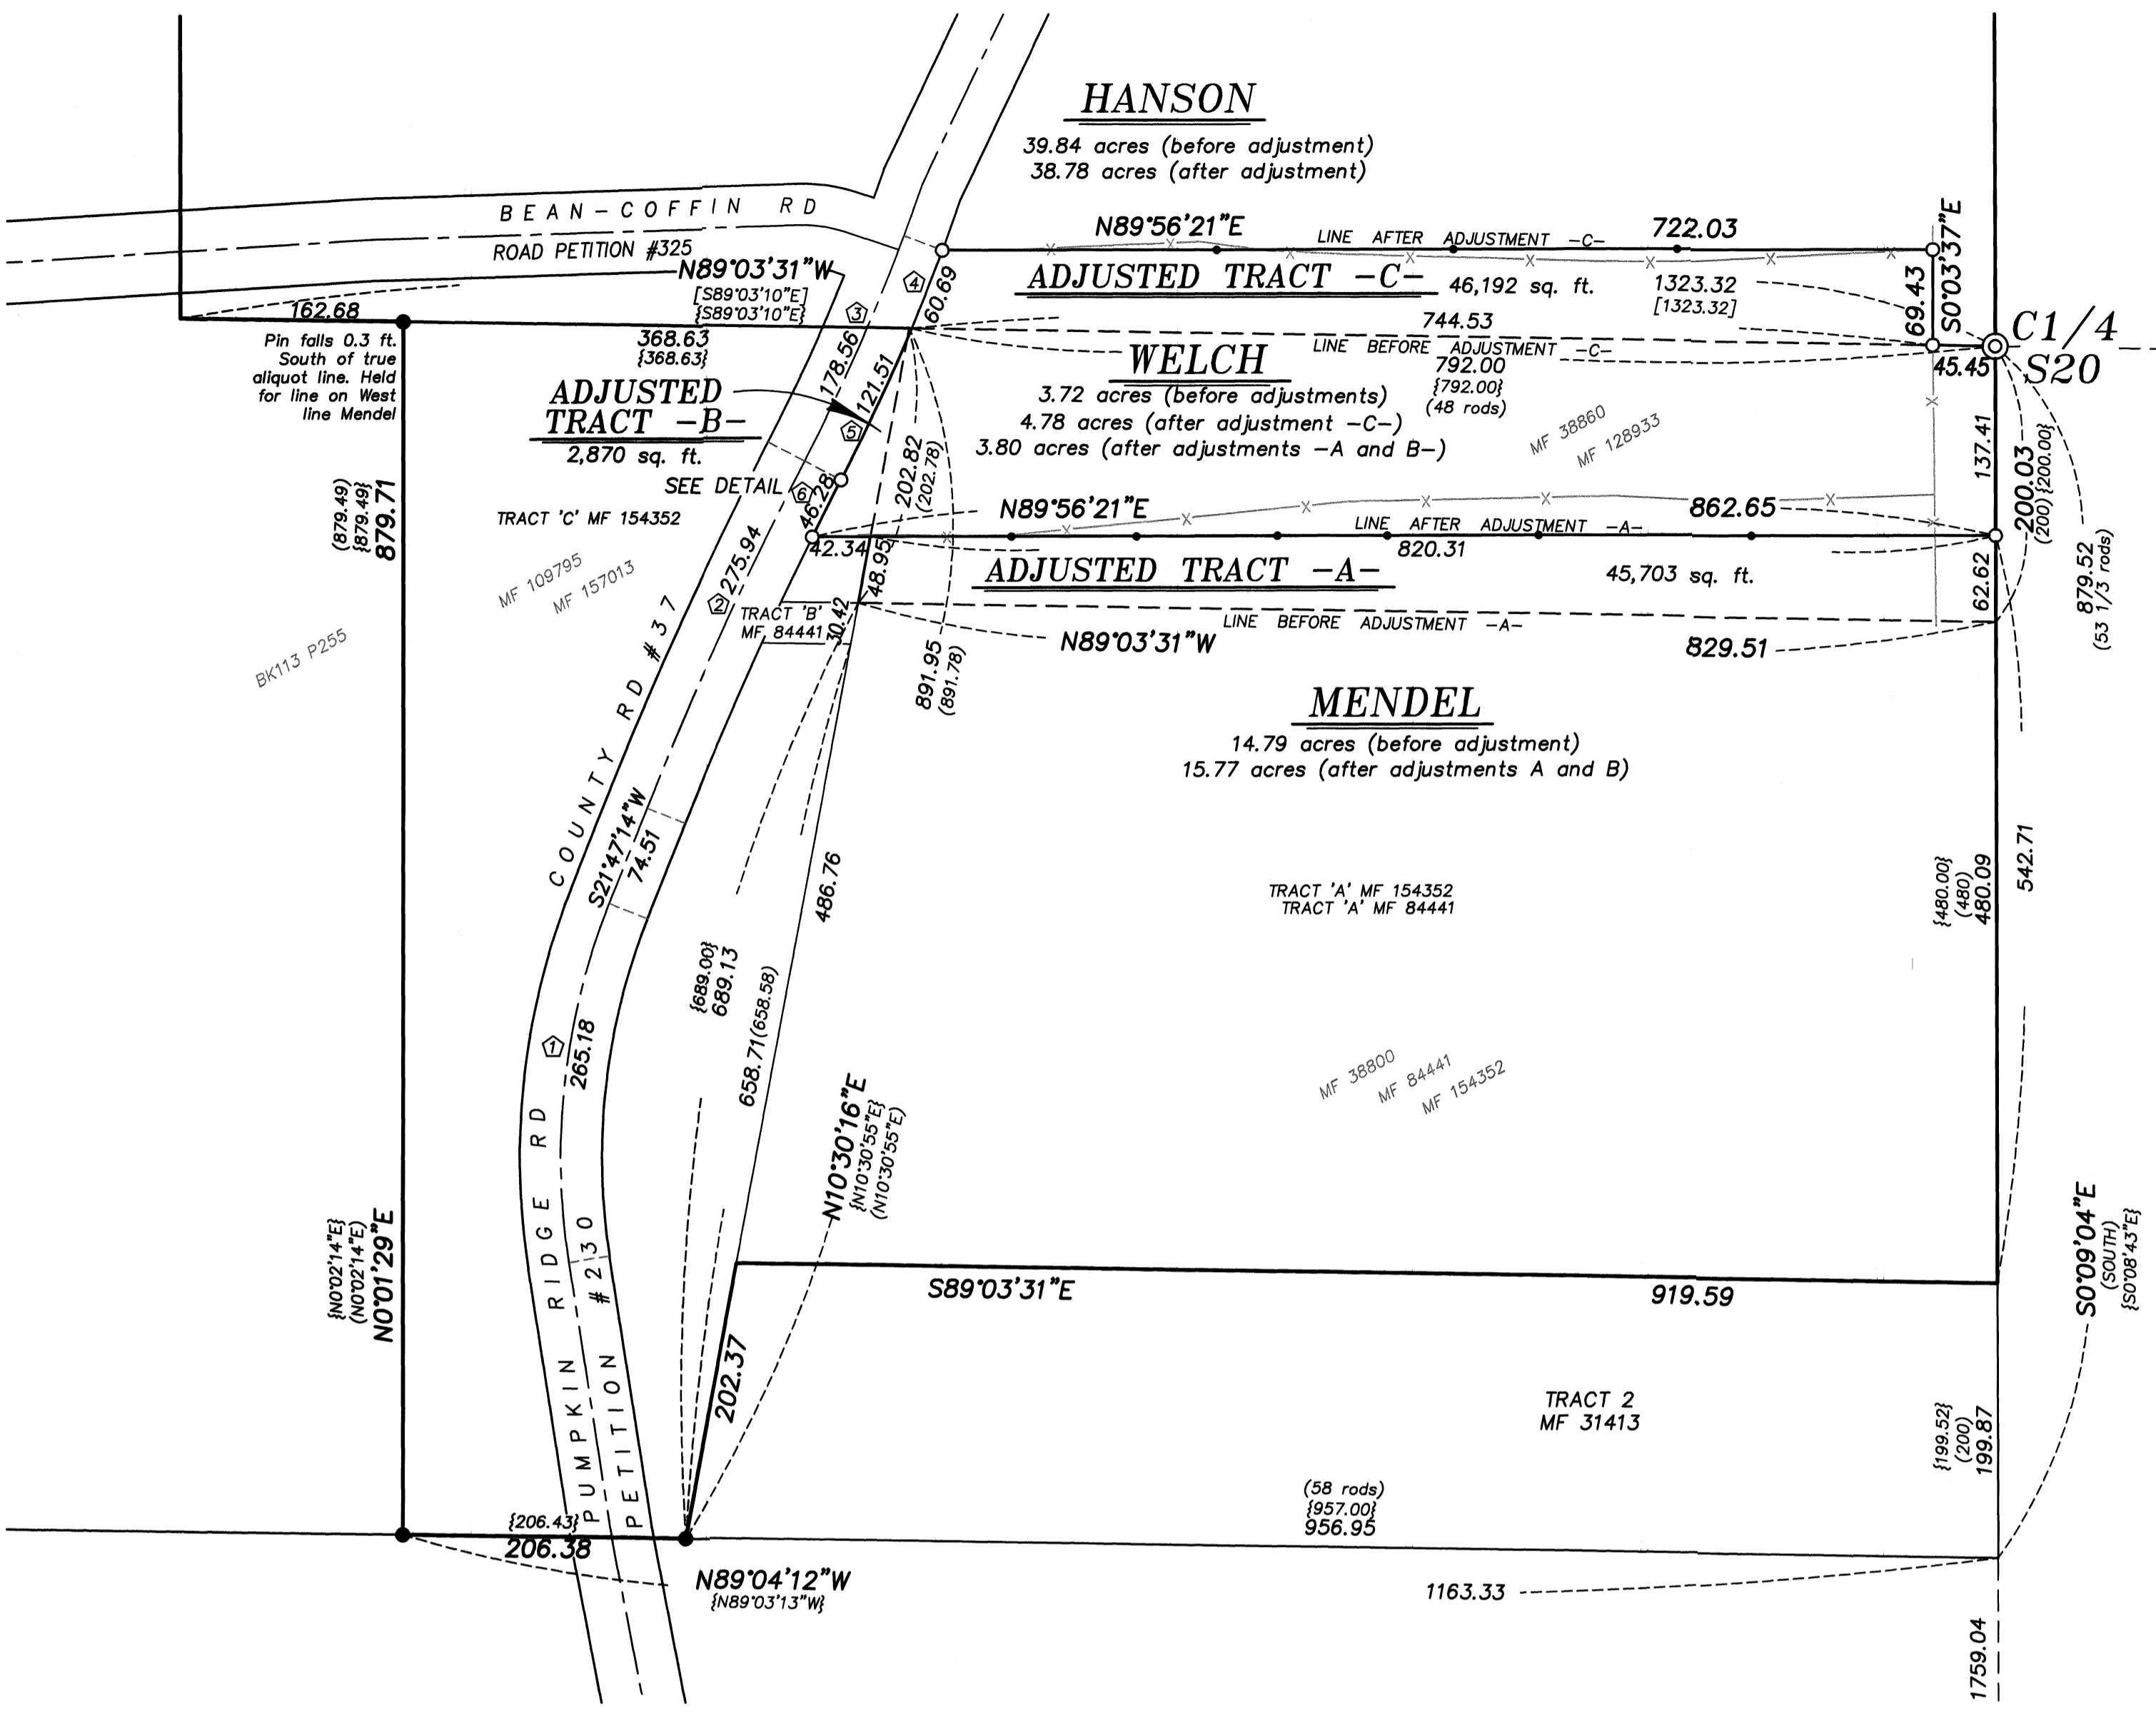 HANSON
39.84 acres (before adjustment)
38.78 acres (after adjustment)
BEAN-COFFIN RD
ROAD PETITION #325
N89°03'31"W
[S89°03'10"E]
{S89°03'10"E}
162.68
368.63
{368.63}
Pin falls 0.3 ft.
South of true
aliquot line. Held
for line on West
line Mendel
N89°56'21"E
LINE AFTER ADJUSTMENT -C-
722.03
ADJUSTED TRACT -C-
46,192 sq. ft.
1323.32
[1323.32]
S0°03'37"E
69.43
C1/4
S20
45.45
744.53
LINE BEFORE ADJUSTMENT -C-
WELCH
792.00
{792.00}
(48 rods)
3.72 acres (before adjustments)
4.78 acres (after adjustment -C-)
3.80 acres (after adjustments -A and B-)
MF 38860
MF 128933
4
60.69
3
178.56
121.51
5
ADJUSTED
TRACT -B-
2,870 sq. ft.
SEE DETAIL
6
46.28
202.82
(202.78)
137.41
200.03
(200){200.00}
879.52
(53 1/3 rods)
TRACT 'C' MF 154352
(879.49)
{879.49}
879.71
MF 109795
MF 157013
BK113 P255
N89°56'21"E
862.65
LINE AFTER ADJUSTMENT -A-
42.34
820.31
ADJUSTED TRACT -A-
45,703 sq. ft.
48.95
62.62
2
275.94
TRACT 'B'
MF 84441
30.42
LINE BEFORE ADJUSTMENT -A-
N89°03'31"W
829.51
891.95
(891.78)
MENDEL
14.79 acres (before adjustment)
15.77 acres (after adjustments A and B)
COUNTY RD #37
S21°47'14"W
74.51
486.76
TRACT 'A' MF 154352
TRACT 'A' MF 84441
{480.00}
(480)
480.09
542.71
{689.00}
689.13
658.71(658.58)
1
265.18
MF 38800
MF 84441
MF 154352
N10°30'16"E
{N10°30'55"E}
(N10°30'55"E)
{N0°02'14"E}
(N0°02'14"E)
N0°01'29"E
PUMPKIN RIDGE RD
PETITION #230
S0°09'04"E
(SOUTH)
{S0°08'43"E}
S89°03'31"E
919.59
202.37
TRACT 2
MF 31413
{199.52}
(200)
199.87
(58 rods)
{957.00}
956.95
{206.43}
206.38
N89°04'12"W
{N89°03'13"W}
1163.33
1759.04